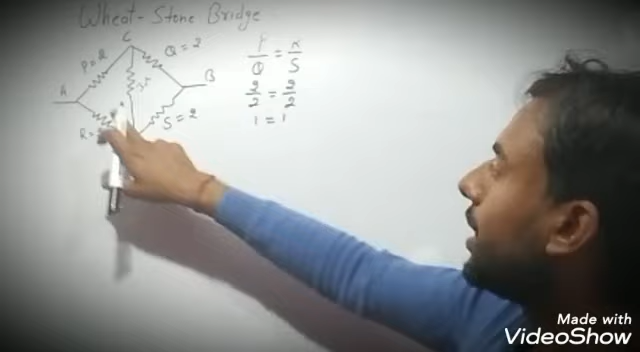 Wheat-Stone Bridge
C
P=2
Q=2
A
B
R=
S=2
P/Q = R/S
2/2 = 2/2
1 = 1
Made with
VideoShow